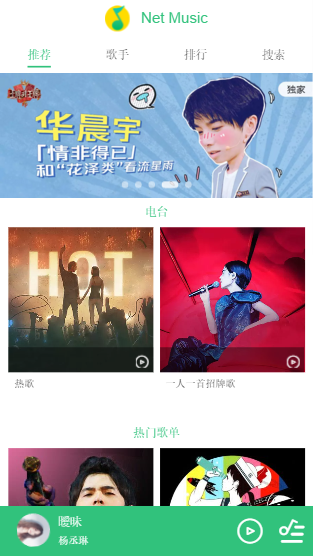 Net Music
推荐
歌手
排行
搜索
独家
华晨宇
「情非得已」
和“花泽类”看流星雨
电台
HOT
热歌
一人一首招牌歌
热门歌单
暧昧
杨丞琳